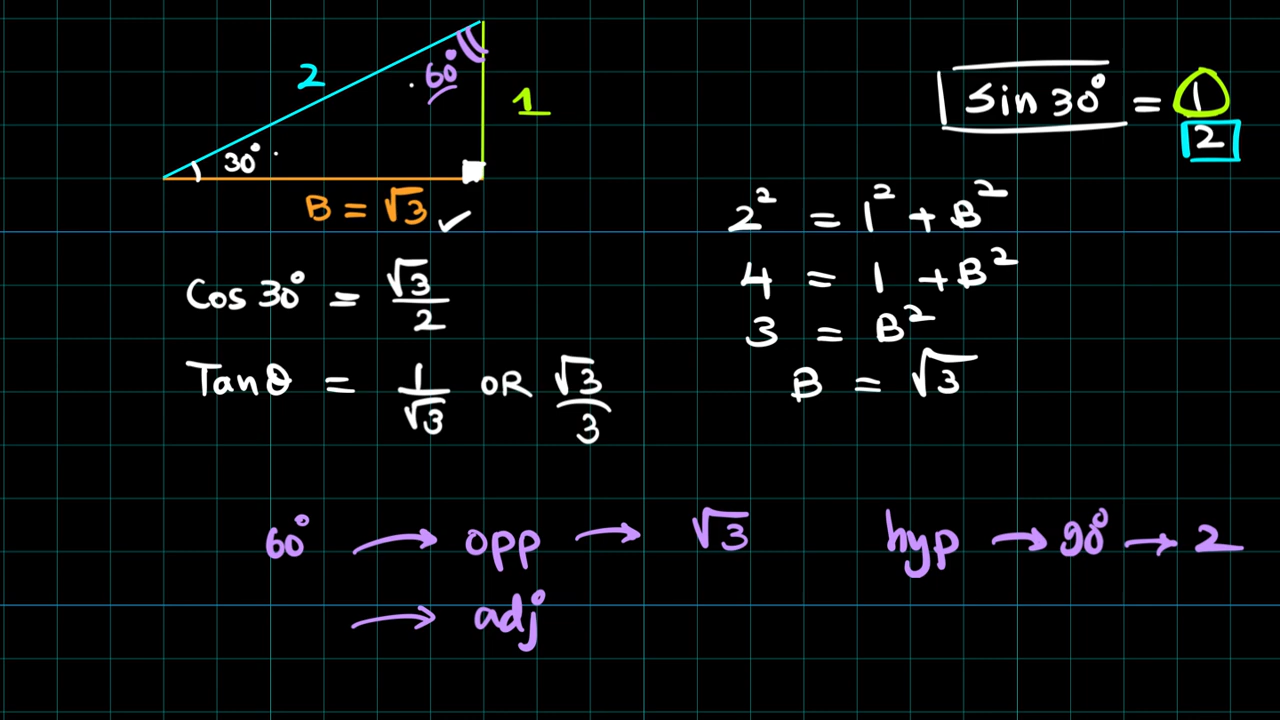 2
60°
1
30°
B = √3 ✓
sin 30° = 1/2
2² = 1² + B²
4 = 1 + B²
3 = B²
B = √3
Cos 30° = √3/2
Tan θ = 1/√3 OR √3/3
60° → opp → √3
hyp → 90° → 2
→ adj